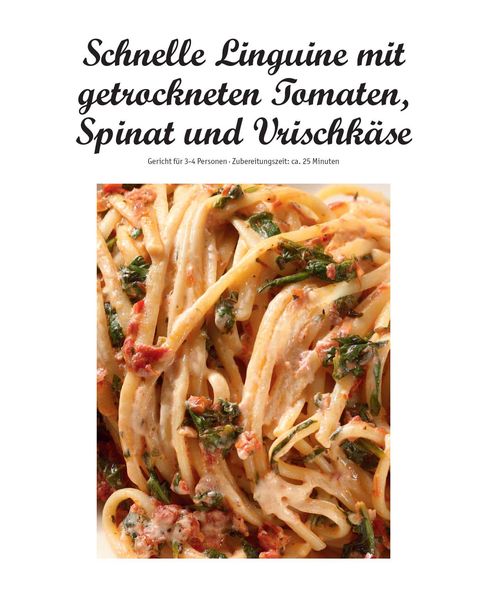 Schnelle Linguine mit
getrockneten Tomaten,
Spinat und Vrischkäse
Gericht für 3-4 Personen · Zubereitungszeit: ca. 25 Minuten